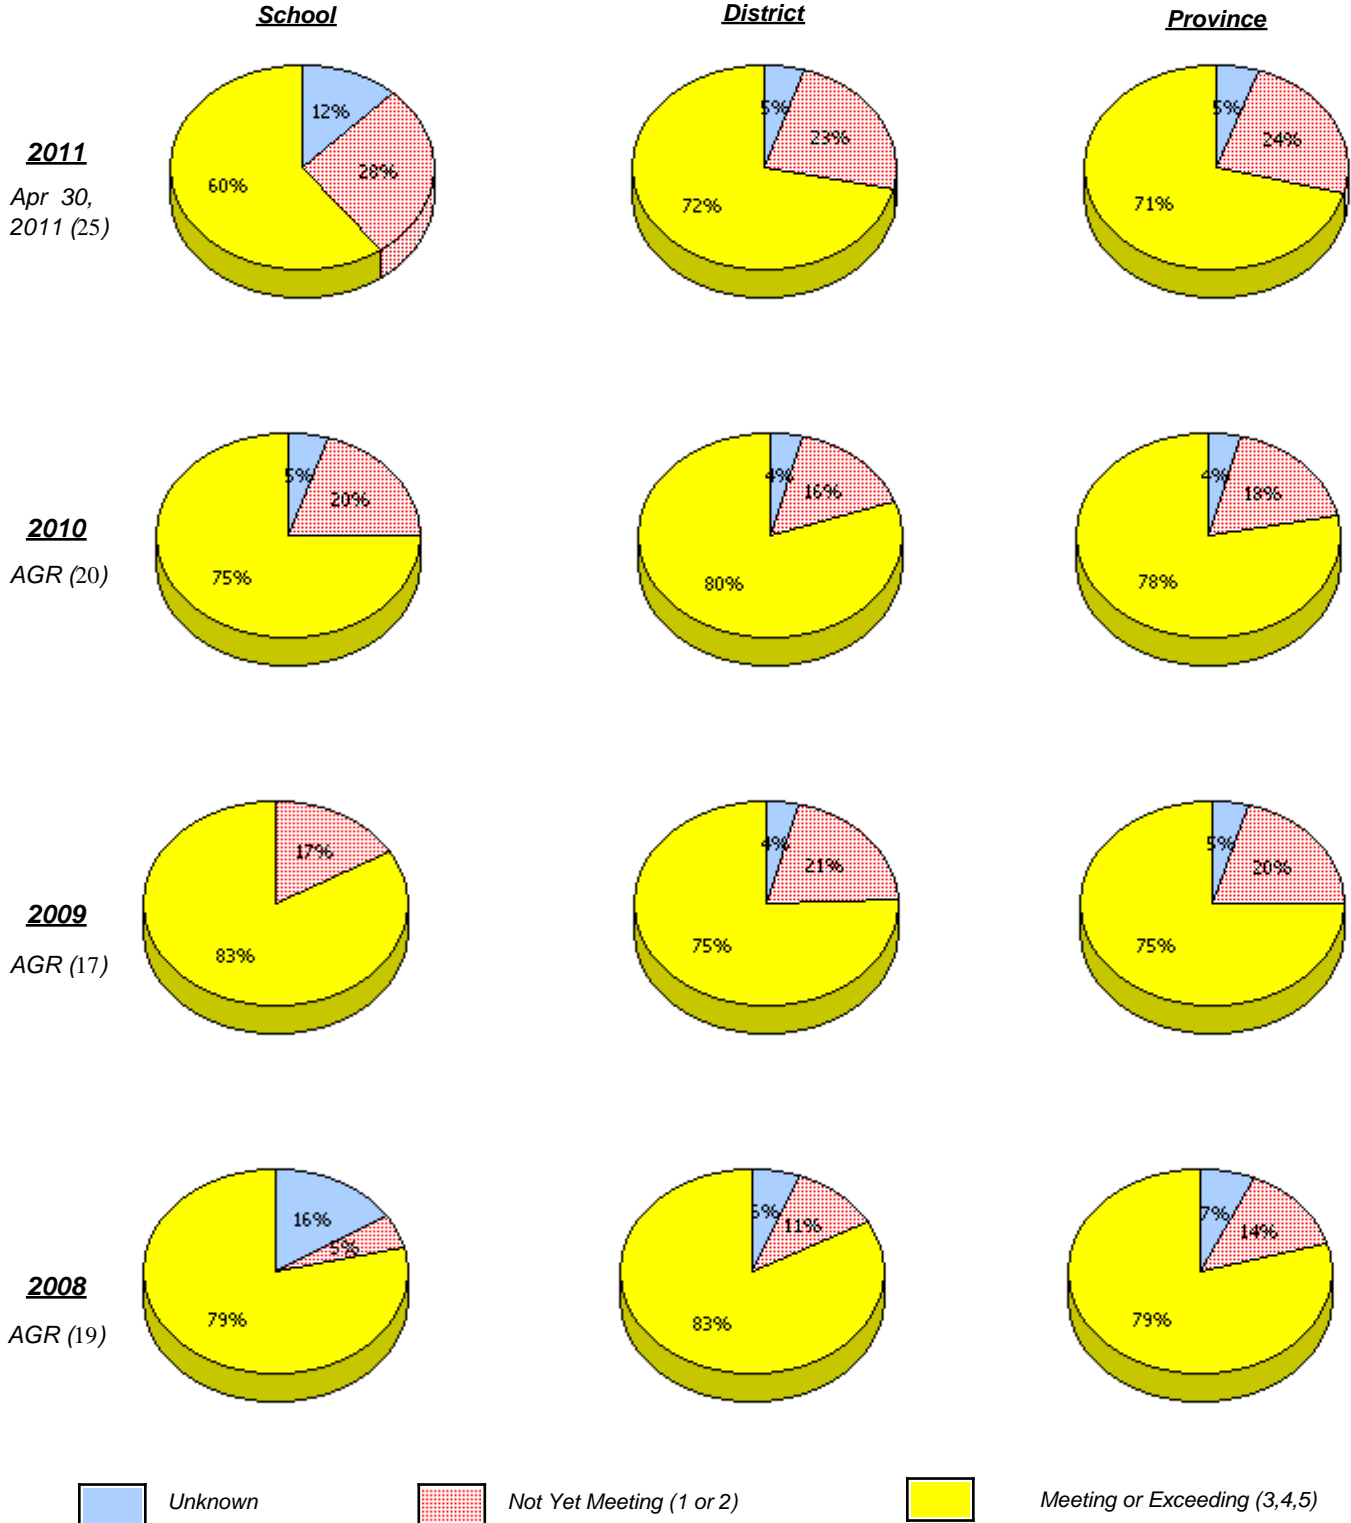 School District Province
12% 28% 60%
5% 23% 72%
5% 24% 71%
2011
Apr 30,
2011 (25)
5% 20% 75%
4% 16% 80%
4% 18% 78%
2010
AGR (20)
17% 83%
4% 21% 75%
5% 20% 75%
2009
AGR (17)
16% 5% 79%
11% 83%
7% 14% 79%
2008
AGR (19)
Unknown Not Yet Meeting (1 or 2) Meeting or Exceeding (3,4,5)